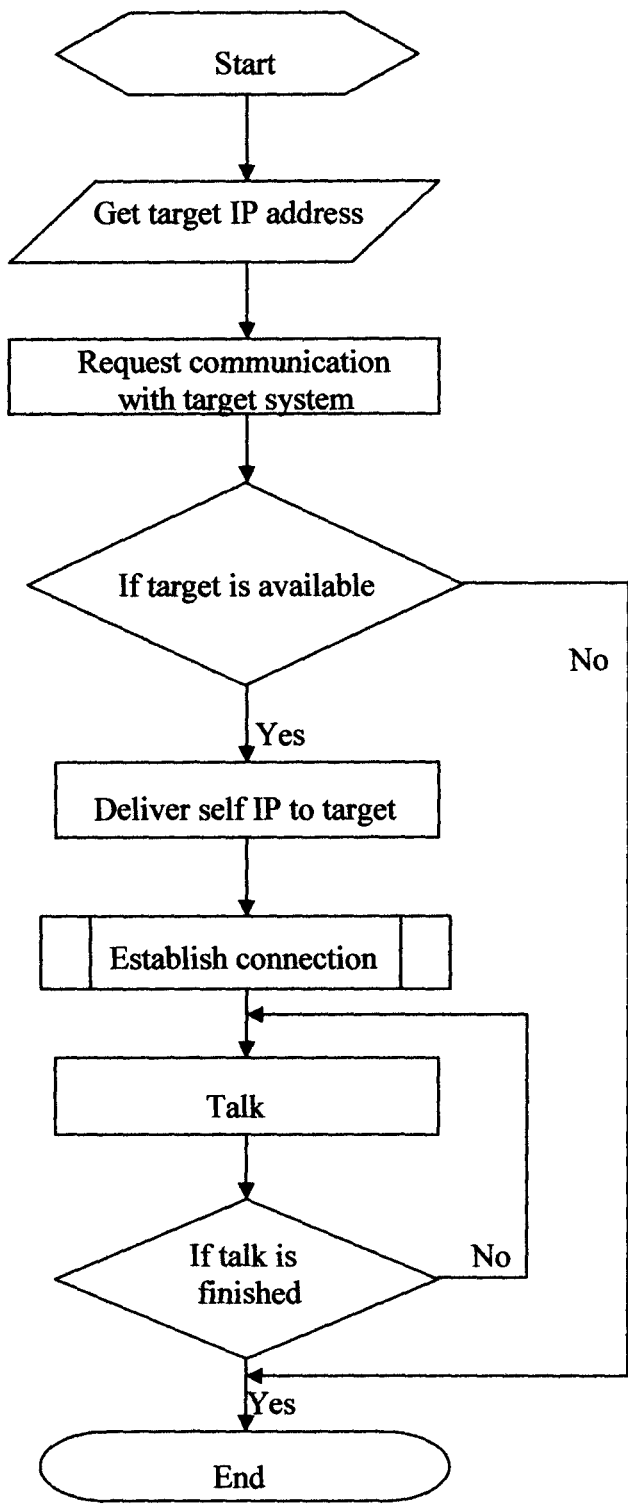 Start
Get target IP address
Request communication
with target system
If target is available
No
Yes
Deliver self IP to target
Establish connection
Talk
If talk is
finished
No
Yes
End